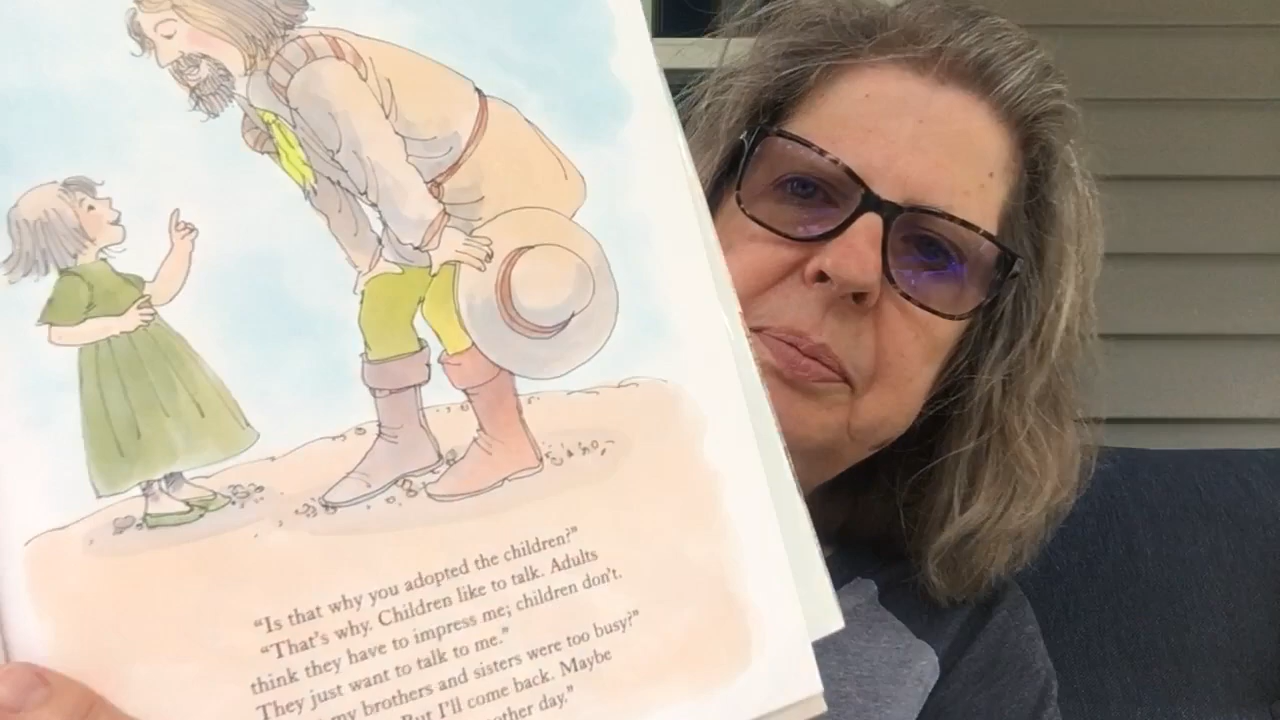 “Is that why you adopted the children?”
“That’s why. Children like to talk. Adults
think they have to impress me; children don’t.
They just want to talk to me.”
my brothers and sisters were too busy?”
But I’ll come back. Maybe
other day.”